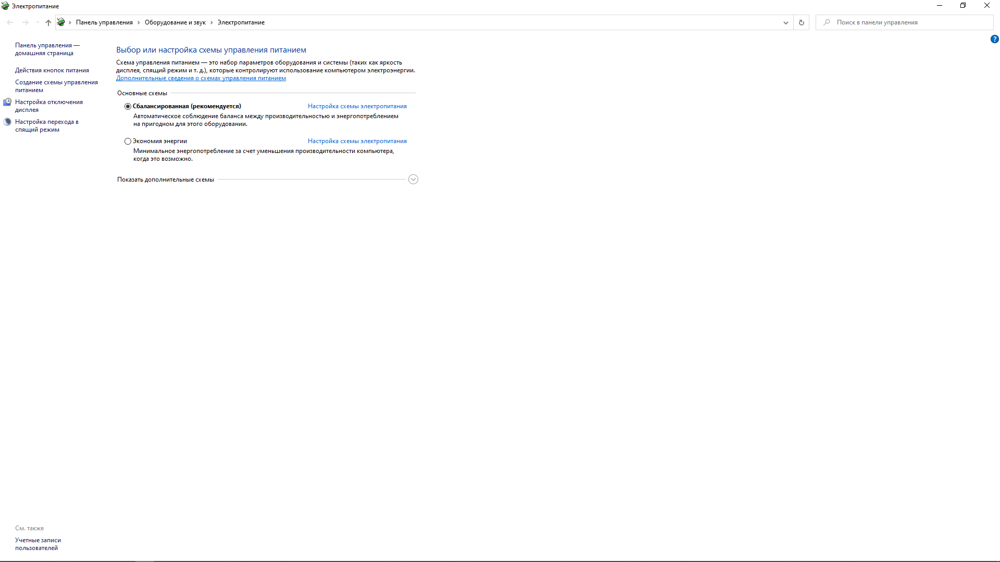 Электропитание
Панель управления
Оборудование и звук
Электропитание
Поиск в панели управления
?
Панель управления —
домашняя страница
Действия кнопок питания
Создание схемы управления
питанием
Настройка отключения
дисплея
Настройка перехода в
спящий режим
Выбор или настройка схемы управления питанием
Схема управления питанием — это набор параметров оборудования и системы (таких как яркость
дисплея, спящий режим и т. д.), которые контролируют использование компьютером электроэнергии.
Дополнительные сведения о схемах управления питанием
Основные схемы
Сбалансированная (рекомендуется)
Настройка схемы электропитания
Автоматическое соблюдение баланса между производительностью и энергопотреблением
на пригодном для этого оборудовании.
Экономия энергии
Настройка схемы электропитания
Минимальное энергопотребление за счет уменьшения производительности компьютера,
когда это возможно.
Показать дополнительные схемы
См. также
Учетные записи
пользователей